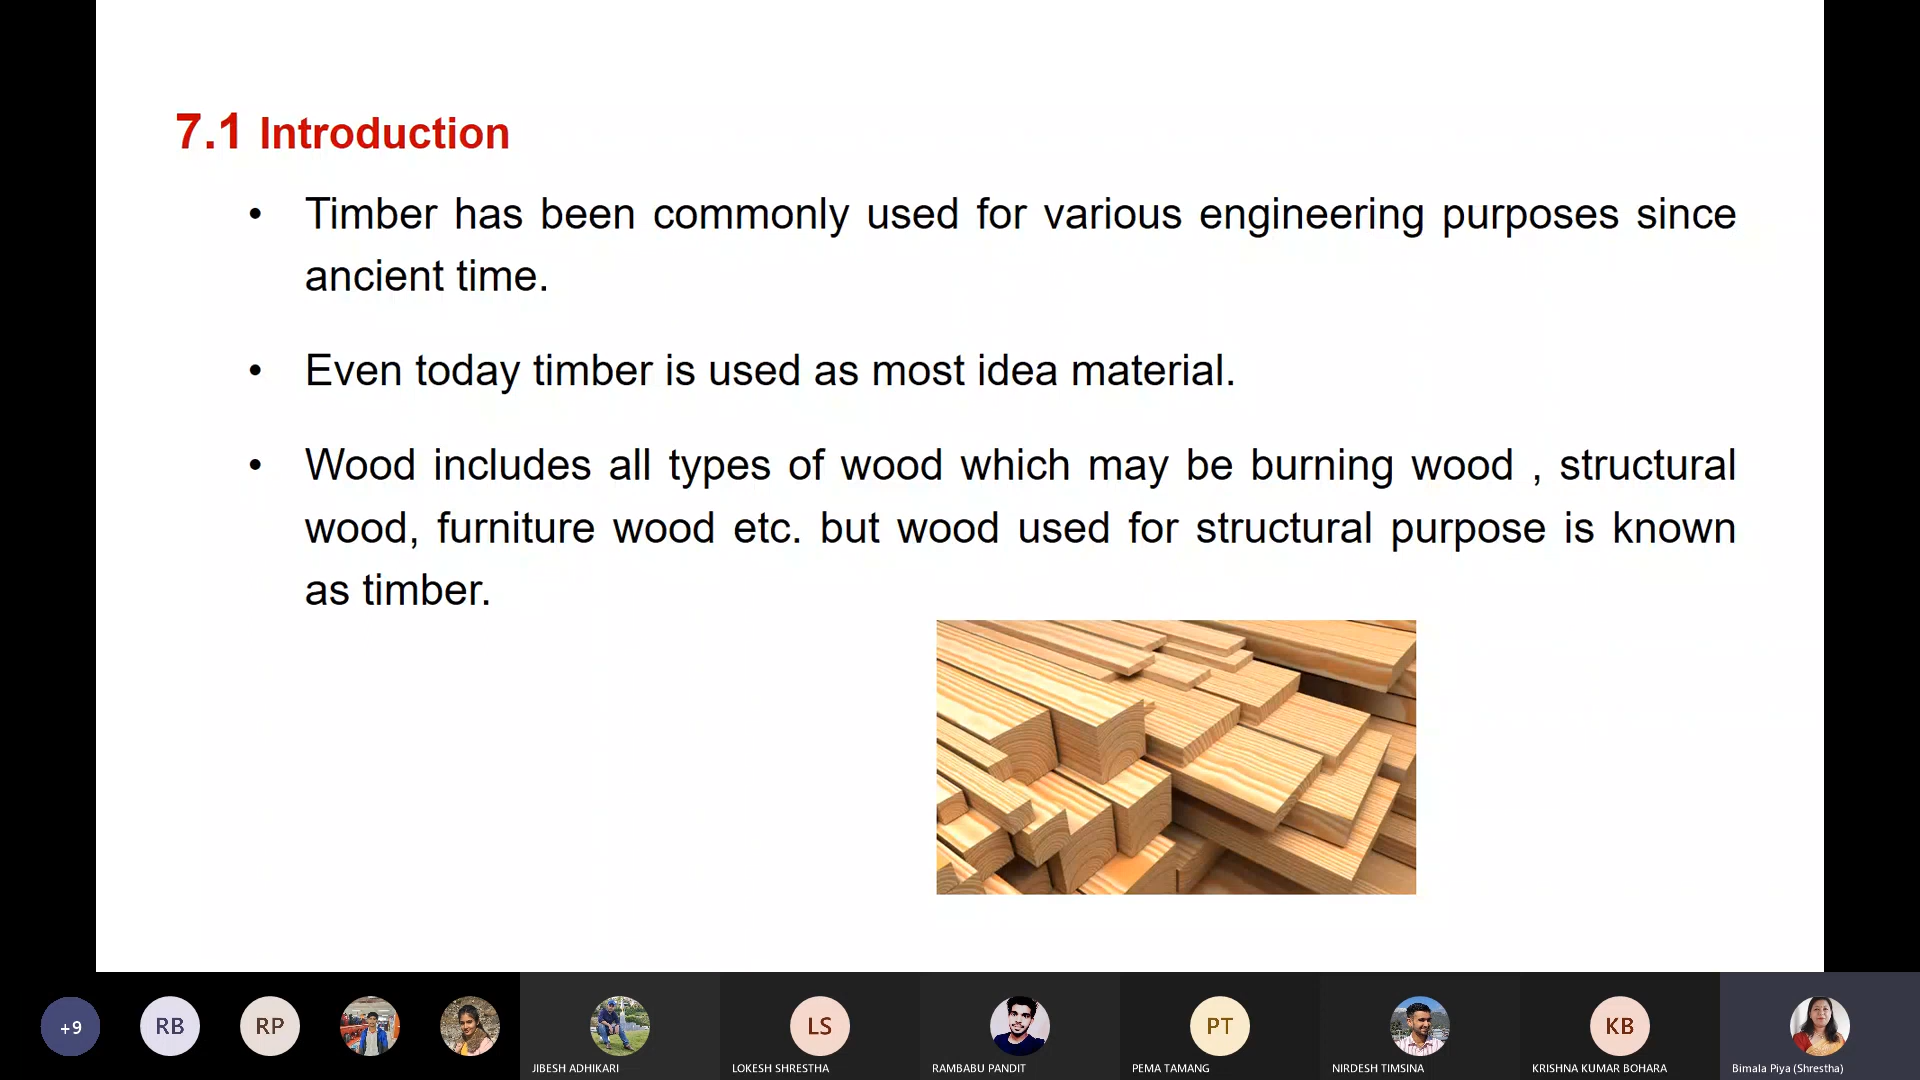 7.1 Introduction
• Timber has been commonly used for various engineering purposes since
ancient time.
• Even today timber is used as most idea material.
• Wood includes all types of wood which may be burning wood , structural
wood, furniture wood etc. but wood used for structural purpose is known
as timber.
+9
RB
RP
LS
PT
KB
JIBESH ADHIKARI
LOKESH SHRESTHA
RAMBABU PANDIT
PEMA TAMANG
NIRDESH TIMSINA
KRISHNA KUMAR BOHARA
Bimala Piya (Shrestha)